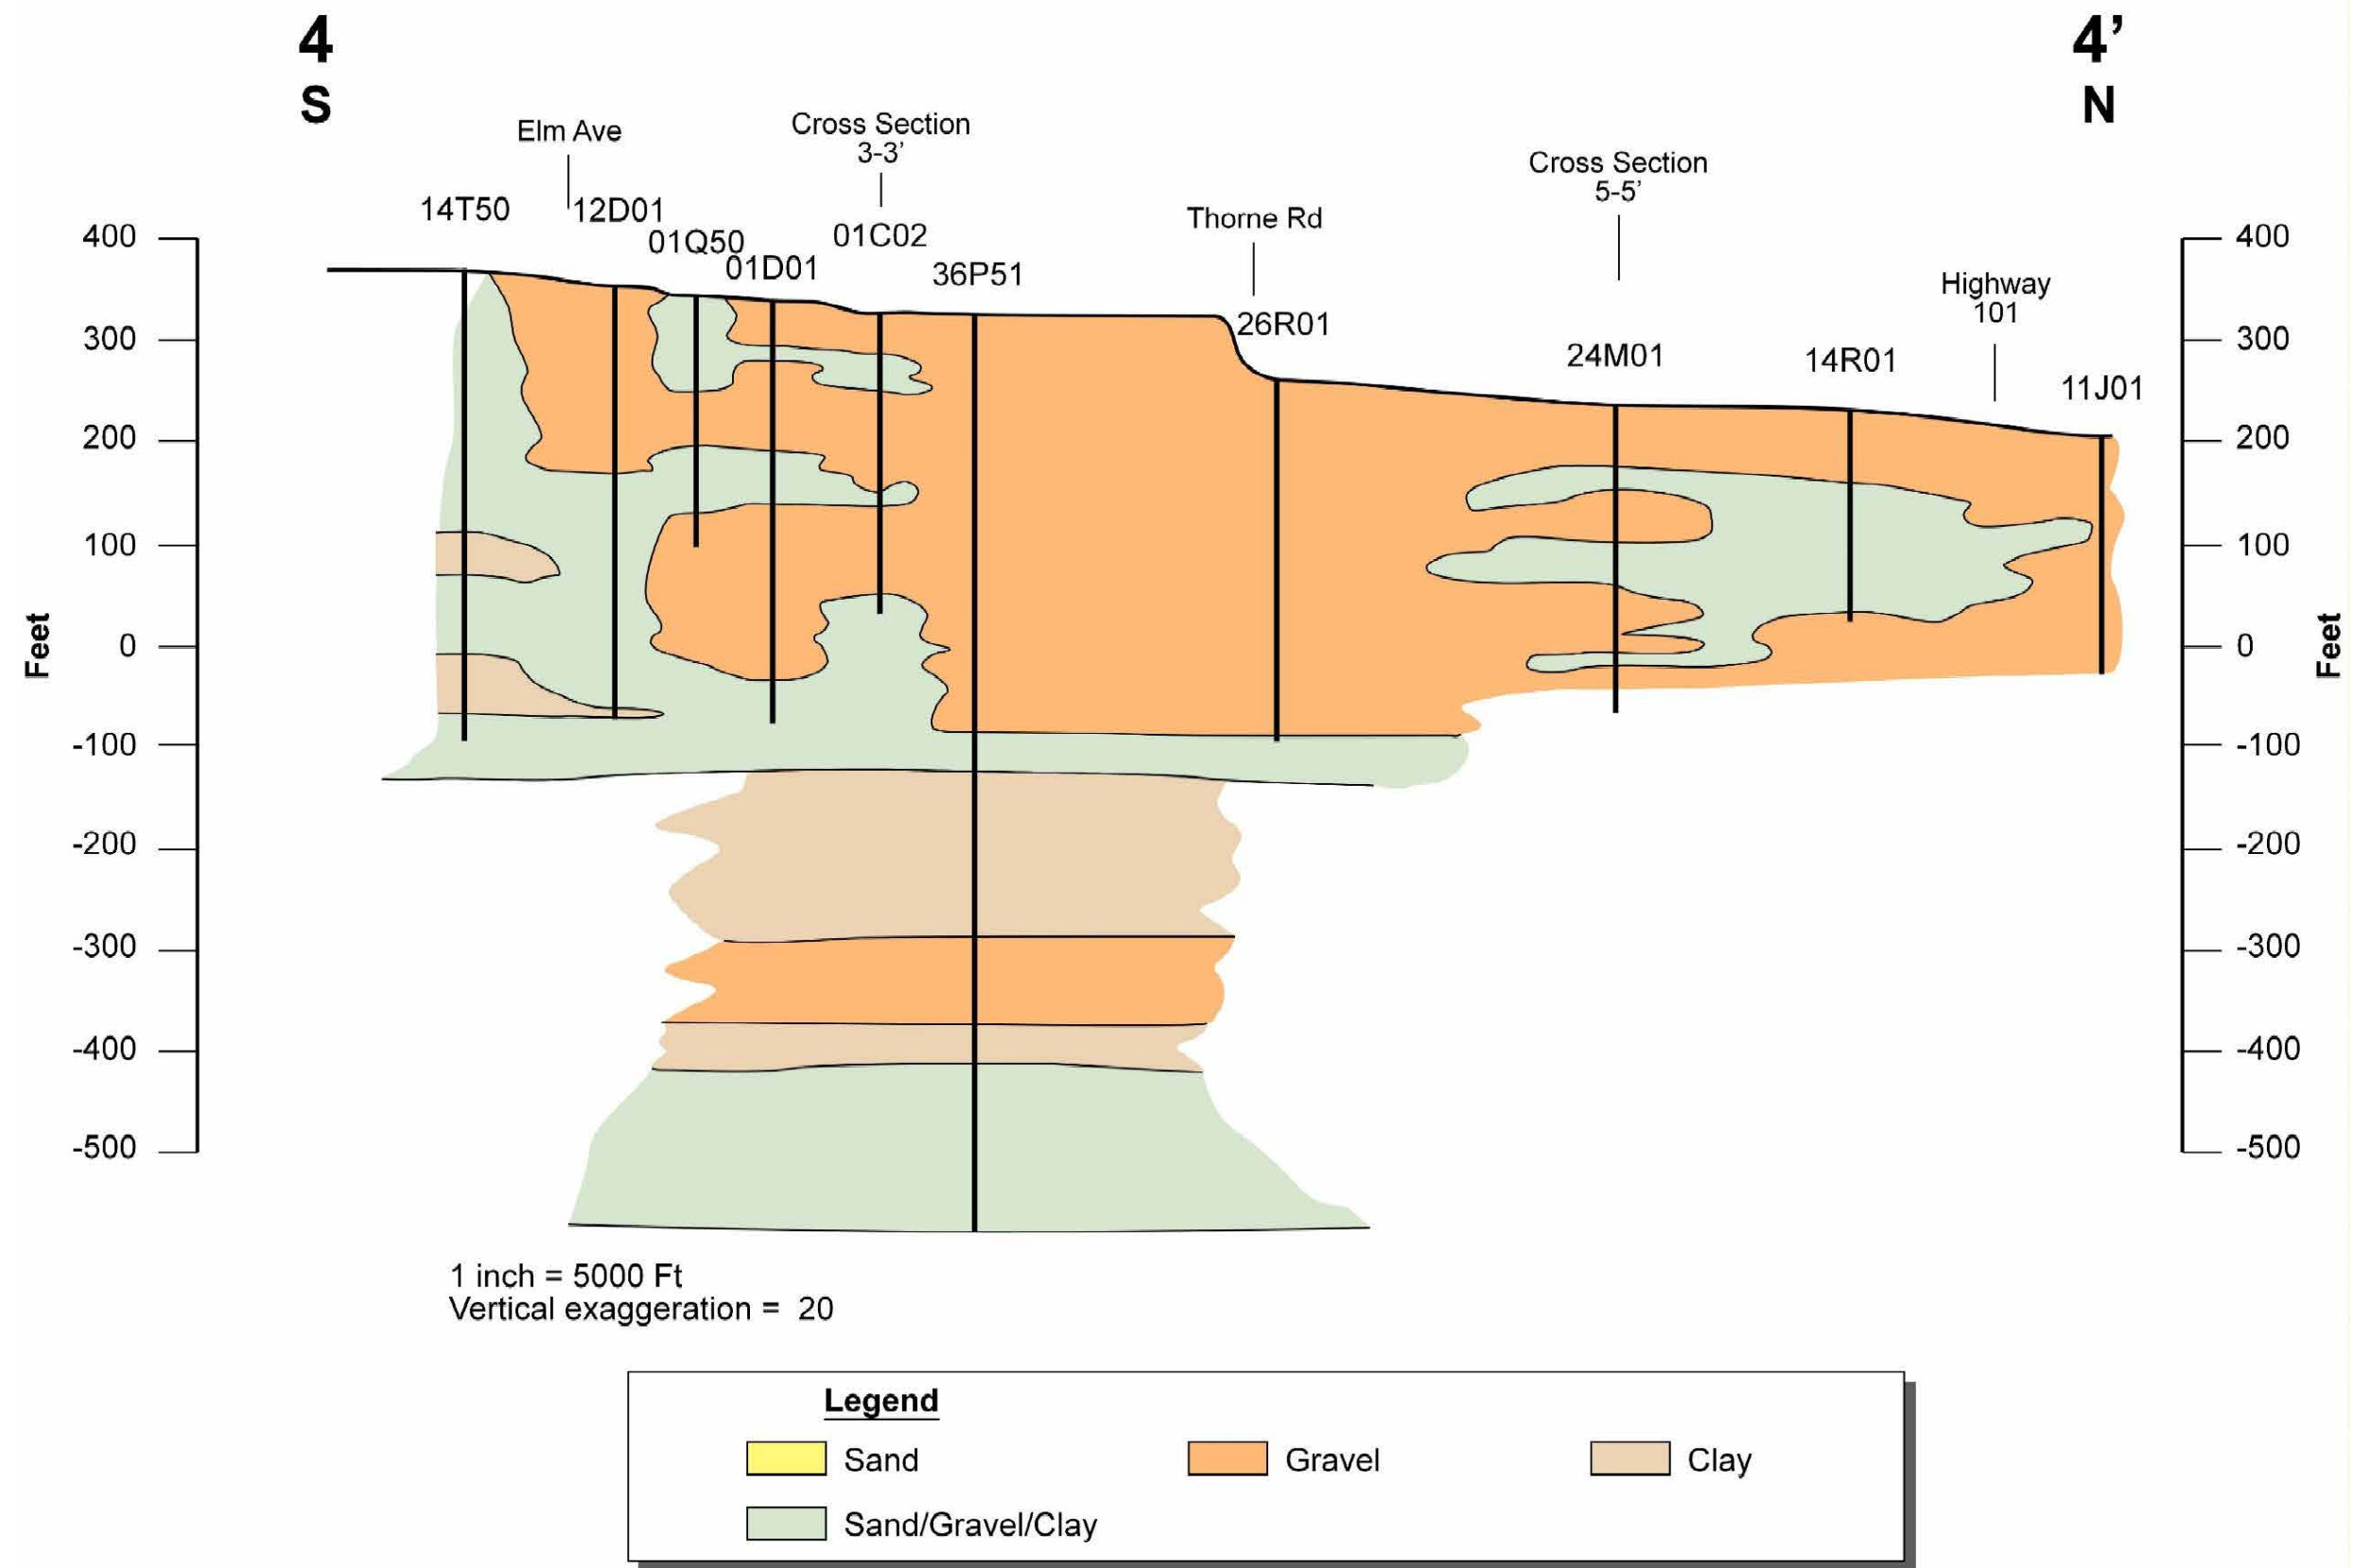 4
S
4’
N
Elm Ave
Cross Section
3-3’
Cross Section
5-5’
14T50
12D01
01Q50
01D01
01C02
36P51
Thorne Rd
26R01
24M01
14R01
Highway
101
11J01
400
300
200
100
0
-100
-200
-300
-400
-500
Feet
400
300
200
100
0
-100
-200
-300
-400
-500
Feet
1 inch = 5000 Ft
Vertical exaggeration = 20
Legend
Sand
Gravel
Clay
Sand/Gravel/Clay